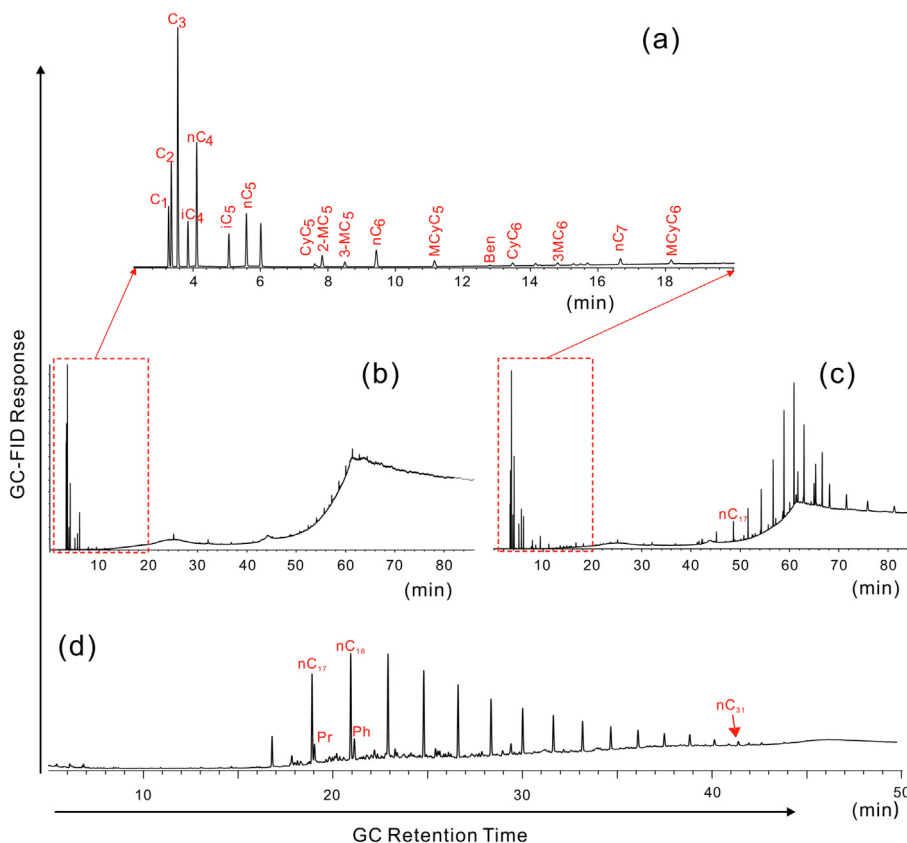 (a)
C3
C2
nC4
C1
iC4
iC5
nC5
CyC5
2-MC5
3-MC5
nC6
MCyC5
Ben
CyC6
3MC6
nC7
MCyC6
4 6 8 10 12 14 16 18
(min)
GC-FID Response
(b)
10 20 30 40 50 60 70 80
(min)
(c)
nC17
10 20 30 40 50 60 70 80
(min)
(d)
nC17
nC18
Pr
Ph
nC31
10 20 30 40 50
(min)
GC Retention Time